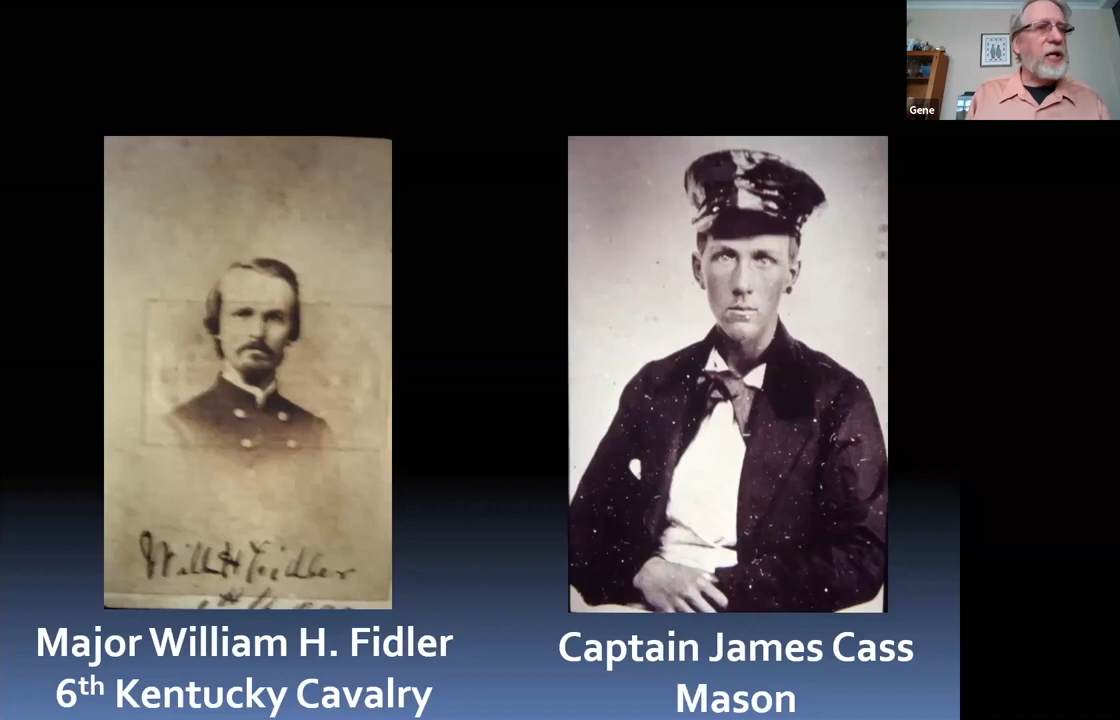 Gene
Will H Fidler
Major William H. Fidler
6th Kentucky Cavalry
Captain James Cass
Mason